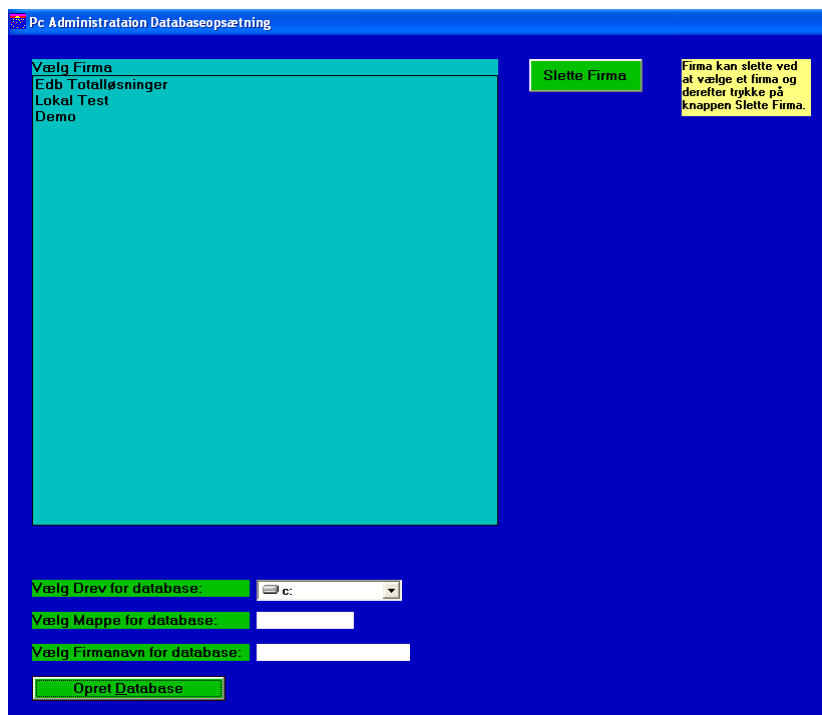 Pc Administrataion Databaseopsætning
Vælg Firma
Edb Totalløsninger
Lokal Test
Demo
Slette Firma
Firma kan slette ved
at vælge et firma og
derefter trykke på
knappen Slette Firma.
Vælg Drev for database:
c:
Vælg Mappe for database:
Vælg Firmanavn for database:
Opret Database